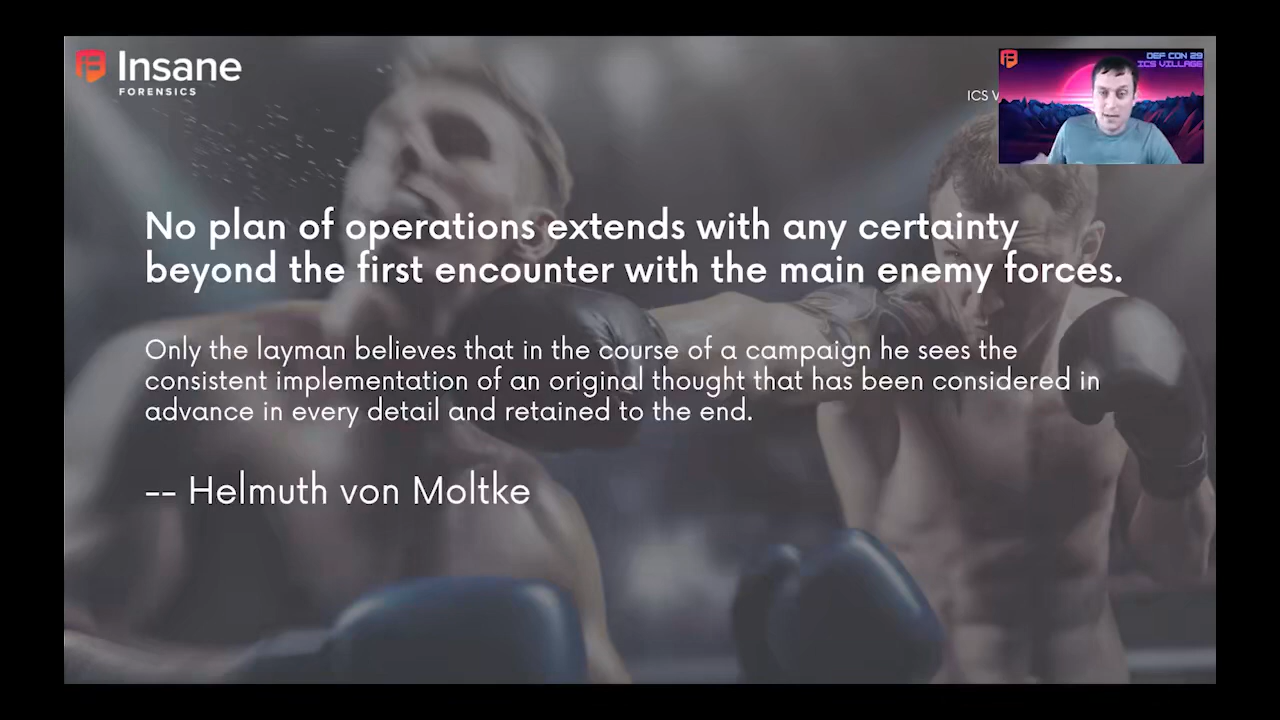 Insane
FORENSICS
DEF CON 29
ICS VILLAGE
ICS V
No plan of operations extends with any certainty
beyond the first encounter with the main enemy forces.
Only the layman believes that in the course of a campaign he sees the
consistent implementation of an original thought that has been considered in
advance in every detail and retained to the end.
-- Helmuth von Moltke